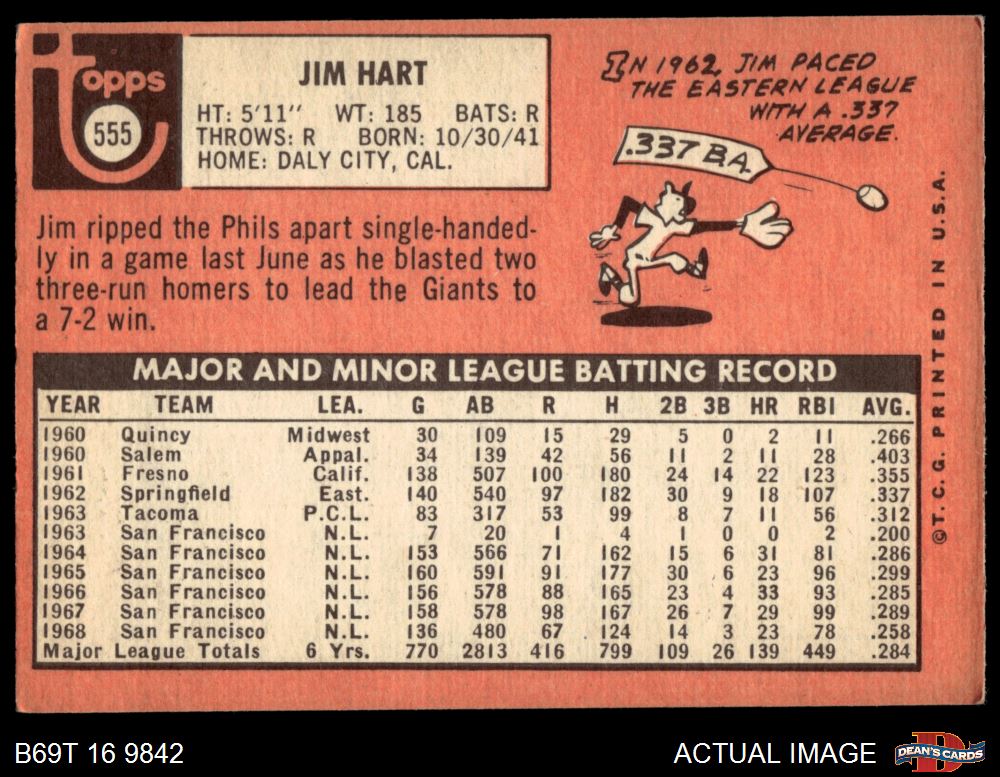 Topps
555
JIM HART
HT: 5'11" WT: 185 BATS: R
THROWS: R BORN: 10/30/41
HOME: DALY CITY, CAL.
IN 1962, JIM PACED
THE EASTERN LEAGUE
WITH A .337
AVERAGE.
.337 B.A.
Jim ripped the Phils apart single-handed-
ly in a game last June as he blasted two
three-run homers to lead the Giants to
a 7-2 win.
MAJOR AND MINOR LEAGUE BATTING RECORD
YEAR TEAM LEA. G AB R H 2B 3B HR RBI AVG.
1960 Quincy Midwest 30 109 15 29 5 0 2 11 .266
1960 Salem Appal. 34 139 42 56 11 2 11 28 .403
1961 Fresno Calif. 138 507 100 180 24 14 22 123 .355
1962 Springfield East. 140 540 97 182 30 9 18 107 .337
1963 Tacoma P.C.L. 83 317 53 99 8 7 11 56 .312
1963 San Francisco N.L. 7 20 1 4 1 0 0 2 .200
1964 San Francisco N.L. 153 566 71 162 15 6 31 81 .286
1965 San Francisco N.L. 160 591 91 177 30 6 23 96 .299
1966 San Francisco N.L. 156 578 88 165 23 4 33 93 .285
1967 San Francisco N.L. 158 578 98 167 26 7 29 99 .289
1968 San Francisco N.L. 136 480 67 124 14 3 23 78 .258
Major League Totals 6 Yrs. 770 2813 416 799 109 26 139 449 .284
©T. C. G. PRINTED IN U.S.A.
B69T 16 9842
ACTUAL IMAGE
D
DEAN'S CARDS